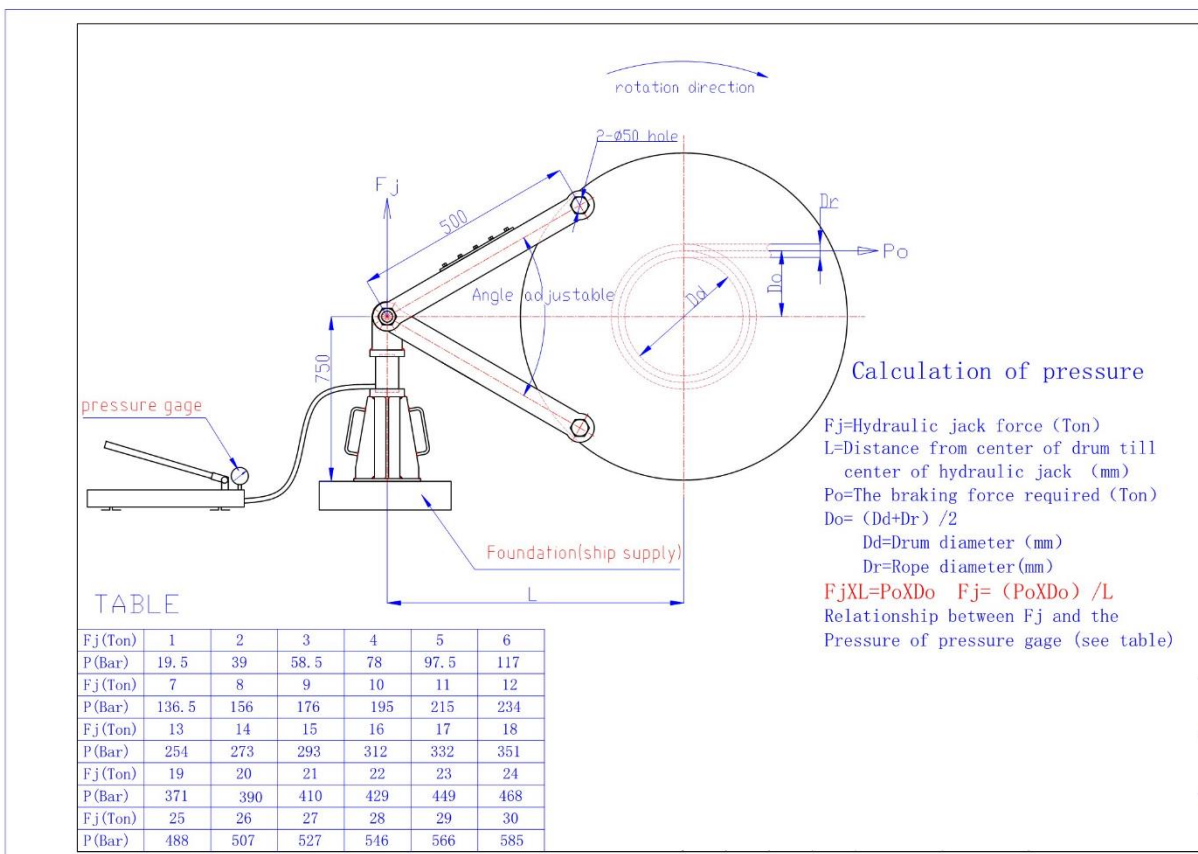 rotation direction
2-ø50 hole
Fj
500
Dr
Po
Do
Dd
Angle adjustable
750
pressure gage
Foundation(ship supply)
L
Calculation of pressure
Fj=Hydraulic jack force (Ton)
L=Distance from center of drum till
center of hydraulic jack (mm)
Po=The braking force required (Ton)
Do= (Dd+Dr) /2
Dd=Drum diameter (mm)
Dr=Rope diameter(mm)
FjXL=PoXDo Fj= (PoXDo) /L
Relationship between Fj and the
Pressure of pressure gage (see table)
TABLE
Fj(Ton) 1 2 3 4 5 6
P(Bar) 19.5 39 58.5 78 97.5 117
Fj(Ton) 7 8 9 10 11 12
P(Bar) 136.5 156 176 195 215 234
Fj(Ton) 13 14 15 16 17 18
P(Bar) 254 273 293 312 332 351
Fj(Ton) 19 20 21 22 23 24
P(Bar) 371 390 410 429 449 468
Fj(Ton) 25 26 27 28 29 30
P(Bar) 488 507 527 546 566 585